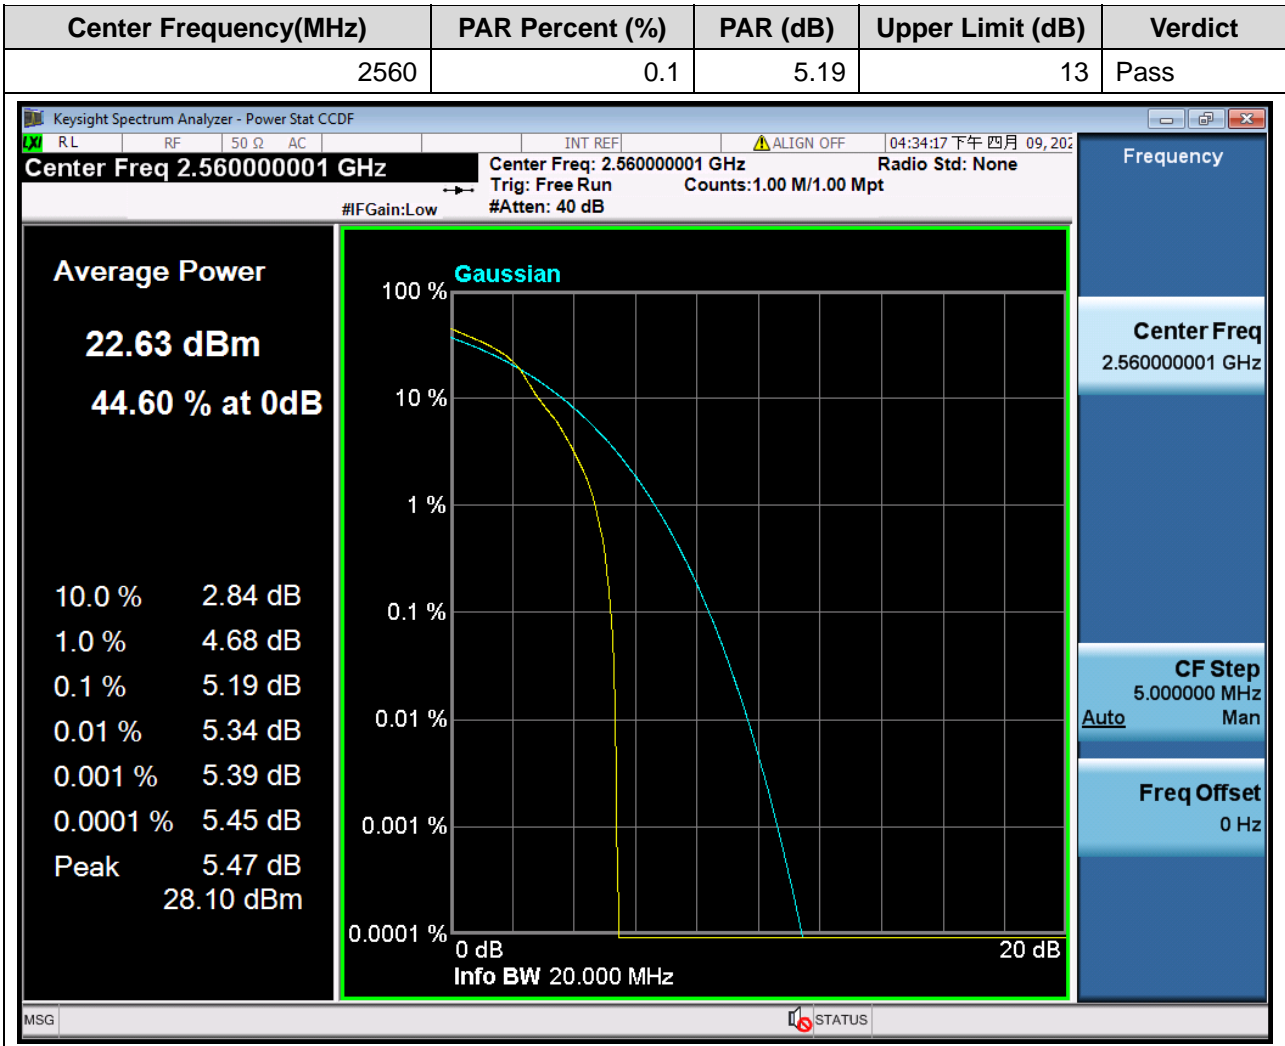 Center Frequency(MHz) PAR Percent (%) PAR (dB) Upper Limit (dB) Verdict
2560 0.1 5.19 13 Pass
Keysight Spectrum Analyzer - Power Stat CCDF
LXI RL RF 50 Ω AC INT REF ALIGN OFF 04:34:17 下午 四月 09, 202
Center Freq 2.560000001 GHz
Center Freq: 2.560000001 GHz Radio Std: None
Trig: Free Run Counts:1.00 M/1.00 Mpt
#IFGain:Low #Atten: 40 dB
Average Power
22.63 dBm
44.60 % at 0dB
10.0 % 2.84 dB
1.0 % 4.68 dB
0.1 % 5.19 dB
0.01 % 5.34 dB
0.001 % 5.39 dB
0.0001 % 5.45 dB
Peak 5.47 dB
28.10 dBm
Gaussian
100 %
10 %
1 %
0.1 %
0.01 %
0.001 %
0.0001 %
0 dB 20 dB
Info BW 20.000 MHz
Frequency
Center Freq
2.560000001 GHz
CF Step
5.000000 MHz
Auto Man
Freq Offset
0 Hz
MSG STATUS